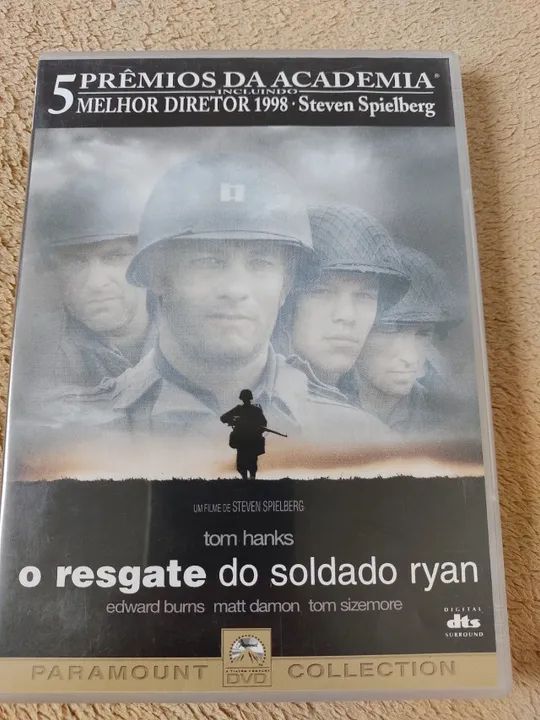 5 PRÊMIOS DA ACADEMIA®
INCLUINDO
MELHOR DIRETOR 1998 · Steven Spielberg
UM FILME DE STEVEN SPIELBERG
tom hanks
o resgate do soldado ryan
edward burns matt damon tom sizemore
DIGITAL
dts
SURROUND
PARAMOUNT DVD COLLECTION